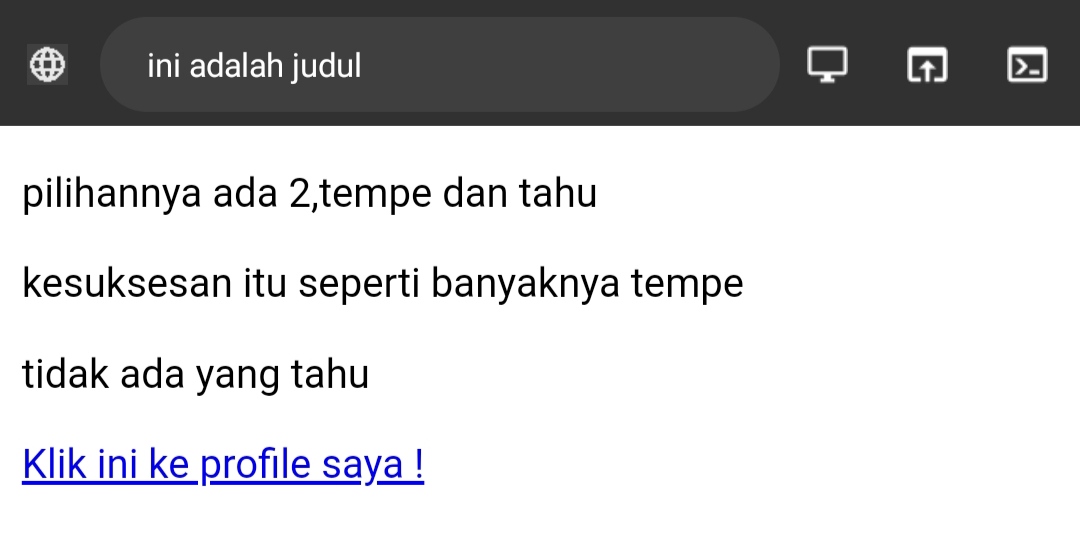 ini adalah judul
pilihannya ada 2,tempe dan tahu
kesuksesan itu seperti banyaknya tempe
tidak ada yang tahu
Klik ini ke profile saya !